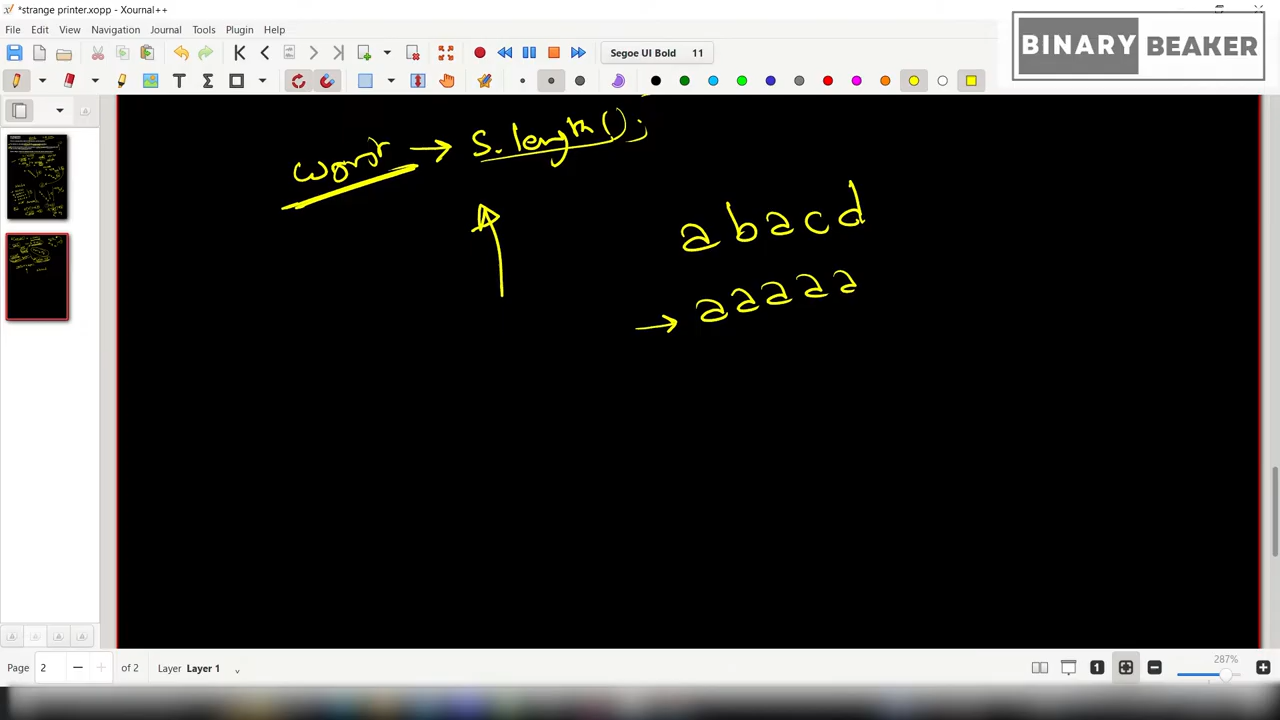 *strange printer.xopp - Xournal++
BINARY BEAKER
File Edit View Navigation Journal Tools Plugin Help
Segoe UI Bold 11
worst → s.length();
abacd
→ aaaaa
Page 2 of 2 Layer Layer 1
287%